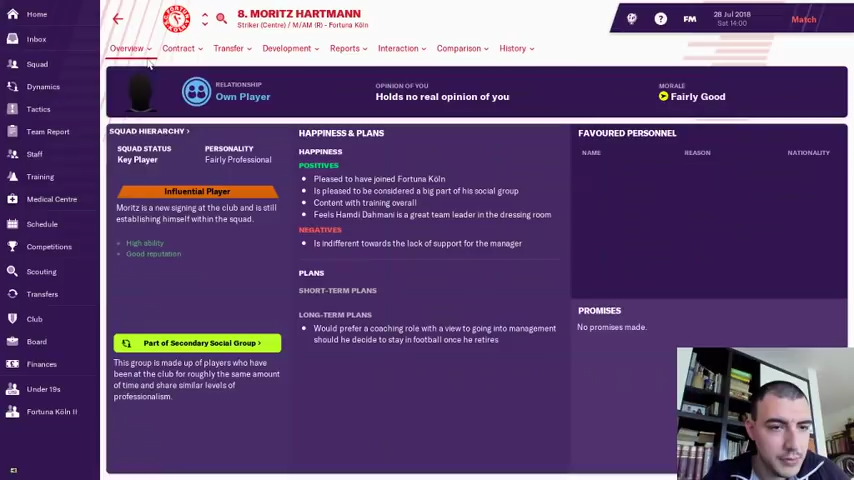 8. MORITZ HARTMANN
Striker (Centre) / M/AM (R) - Fortuna Köln
FM
28 Jul 2018
Sat 14:00
Match
Home
Inbox
Squad
Dynamics
Tactics
Team Report
Staff
Training
Medical Centre
Schedule
Competitions
Scouting
Transfers
Club
Board
Finances
Under 19s
Fortuna Köln II
Overview
Contract
Transfer
Development
Reports
Interaction
Comparison
History
RELATIONSHIP
Own Player
OPINION OF YOU
Holds no real opinion of you
MORALE
Fairly Good
SQUAD HIERARCHY >
SQUAD STATUS
Key Player
PERSONALITY
Fairly Professional
Influential Player
Moritz is a new signing at the club and is still
establishing himself within the squad.
+ High ability
+ Good reputation
Part of Secondary Social Group >
This group is made up of players who have
been at the club for roughly the same amount
of time and share similar levels of
professionalism.
HAPPINESS & PLANS
HAPPINESS
POSITIVES
• Pleased to have joined Fortuna Köln
• Is pleased to be considered a big part of his social group
• Content with training overall
• Feels Hamdi Dahmani is a great team leader in the dressing room
NEGATIVES
• Is indifferent towards the lack of support for the manager
PLANS
SHORT-TERM PLANS
LONG-TERM PLANS
• Would prefer a coaching role with a view to going into management
should he decide to stay in football once he retires
FAVOURED PERSONNEL
NAME
REASON
NATIONALITY
PROMISES
No promises made.